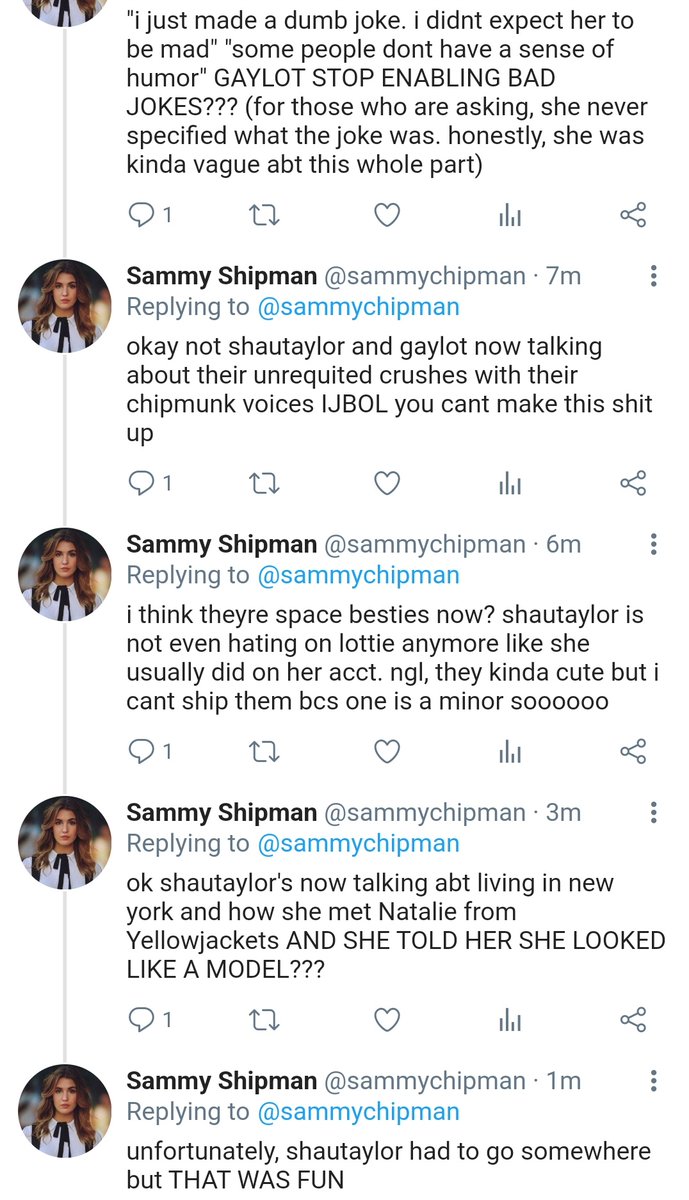 "i just made a dumb joke. i didnt expect her to
be mad" "some people dont have a sense of
humor" GAYLOT STOP ENABLING BAD
JOKES??? (for those who are asking, she never
specified what the joke was. honestly, she was
kinda vague abt this whole part)
1
Sammy Shipman @sammychipman · 7m
Replying to @sammychipman
okay not shautaylor and gaylot now talking
about their unrequited crushes with their
chipmunk voices IJBOL you cant make this shit
up
1
Sammy Shipman @sammychipman · 6m
Replying to @sammychipman
i think theyre space besties now? shautaylor is
not even hating on lottie anymore like she
usually did on her acct. ngl, they kinda cute but i
cant ship them bcs one is a minor soooooo
1
Sammy Shipman @sammychipman · 3m
Replying to @sammychipman
ok shautaylor's now talking abt living in new
york and how she met Natalie from
Yellowjackets AND SHE TOLD HER SHE LOOKED
LIKE A MODEL???
1
Sammy Shipman @sammychipman · 1m
Replying to @sammychipman
unfortunately, shautaylor had to go somewhere
but THAT WAS FUN